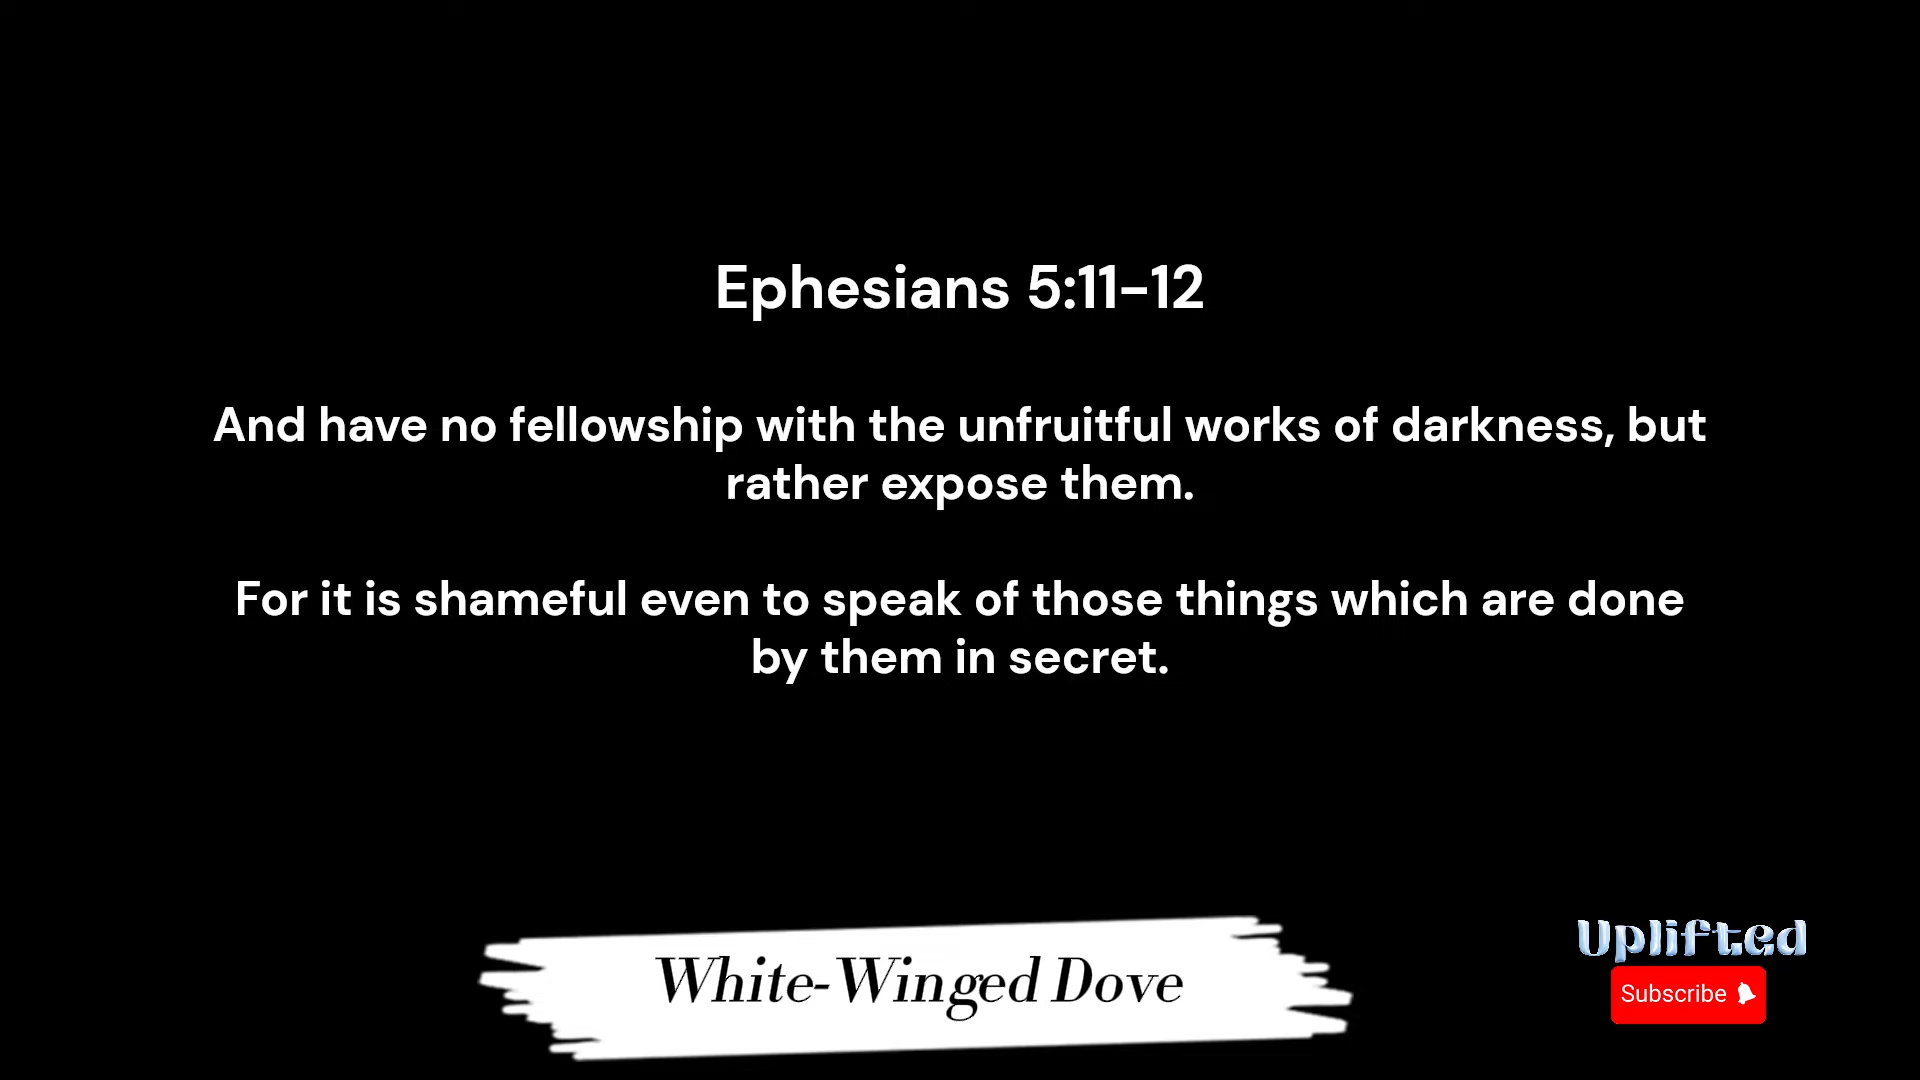 Ephesians 5:11-12
And have no fellowship with the unfruitful works of darkness, but
rather expose them.
For it is shameful even to speak of those things which are done
by them in secret.
White-Winged Dove
Uplifted
Subscribe